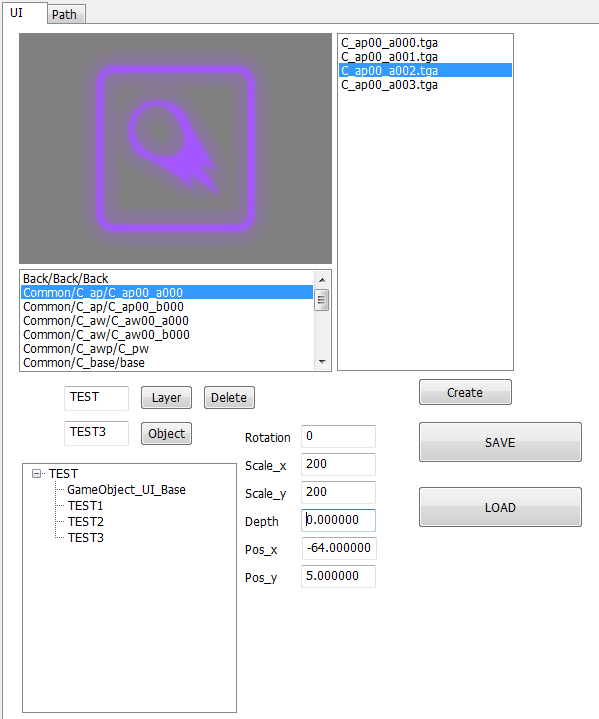 UI
Path
C_ap00_a000.tga
C_ap00_a001.tga
C_ap00_a002.tga
C_ap00_a003.tga
Back/Back/Back
Common/C_ap/C_ap00_a000
Common/C_ap/C_ap00_b000
Common/C_aw/C_aw00_a000
Common/C_aw/C_aw00_b000
Common/C_awp/C_pw
Common/C_base/base
TEST
Layer
Delete
Create
TEST3
Object
Rotation
0
SAVE
Scale_x
200
Scale_y
200
LOAD
Depth
0.000000
Pos_x
-64.000000
Pos_y
5.000000
TEST
GameObject_UI_Base
TEST1
TEST2
TEST3